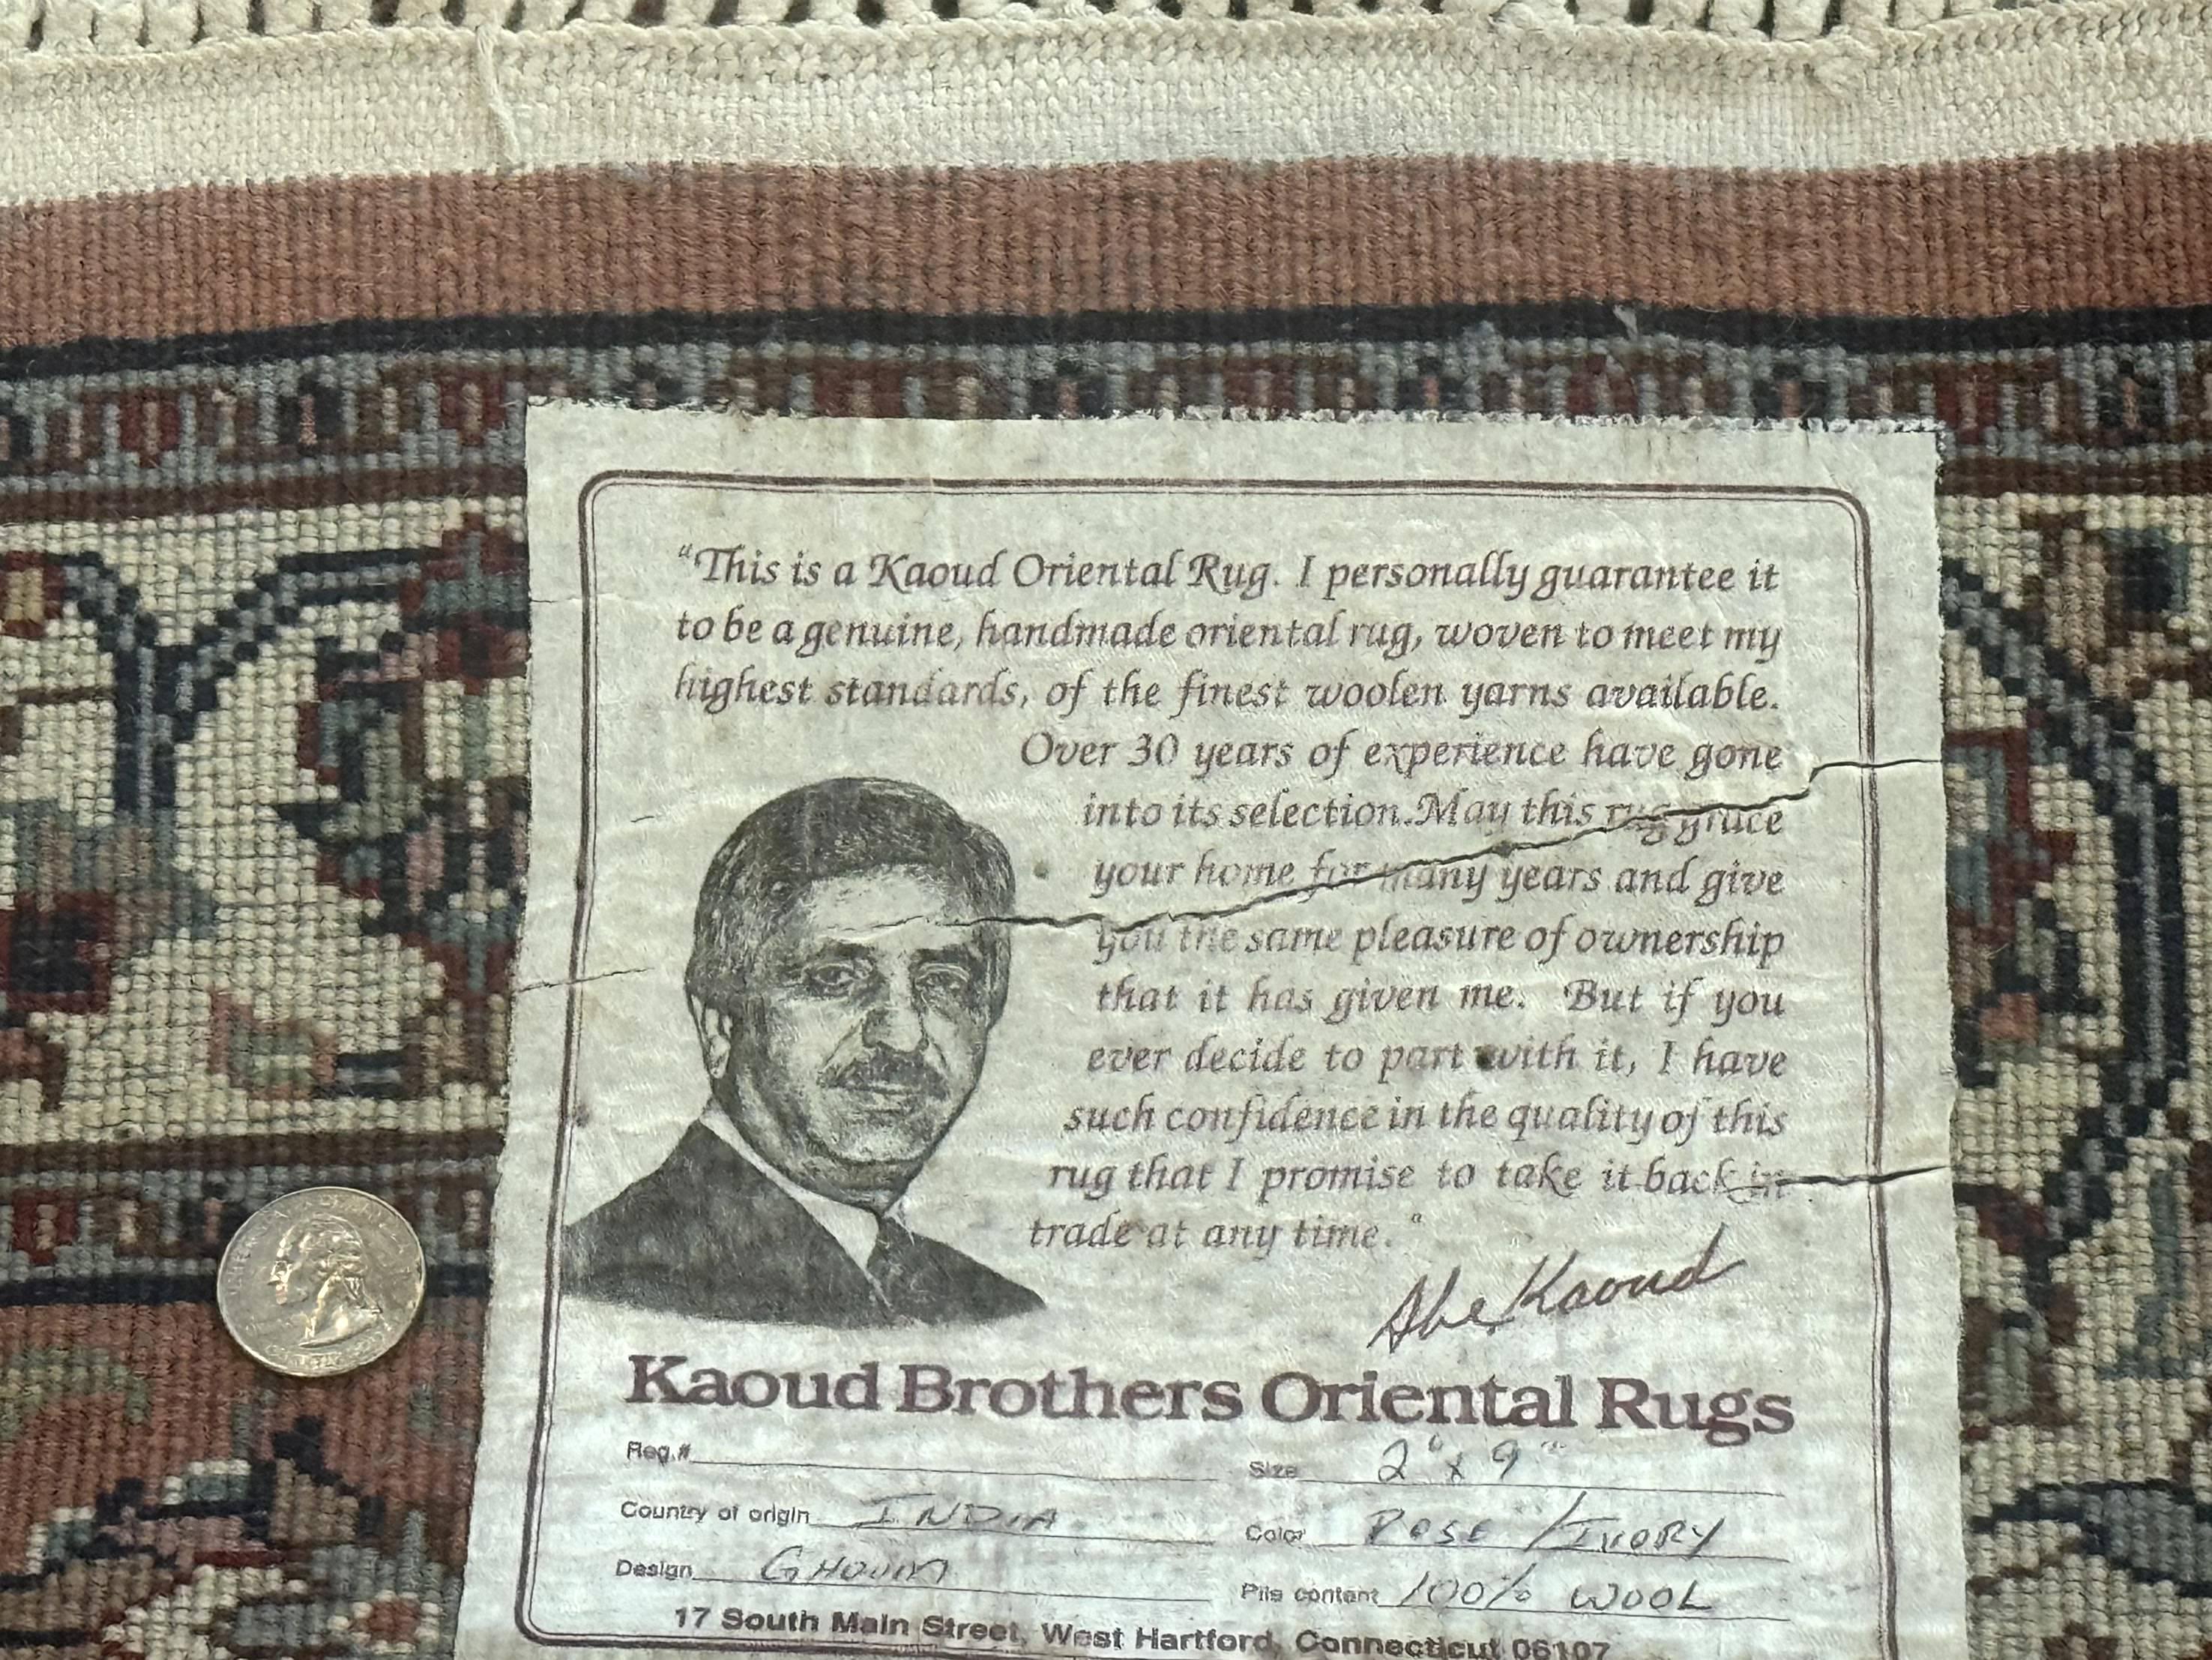 “This is a Kaoud Oriental Rug. I personally guarantee it
to be a genuine, handmade oriental rug, woven to meet my
highest standards, of the finest woolen yarns available.
Over 30 years of experience have gone
into its selection. May this rug grace
your home for many years and give
you the same pleasure of ownership
that it has given me. But if you
ever decide to part with it, I have
such confidence in the quality of this
rug that I promise to take it back in
trade at any time.”
Abe Kaoud
Kaoud Brothers Oriental Rugs
Reg.#
Size 2° x 9
Country of origin INDIA
Color ROSE / IVORY
Design GHOUM
Pile content 100% WOOL
17 South Main Street, West Hartford, Connecticut 06107